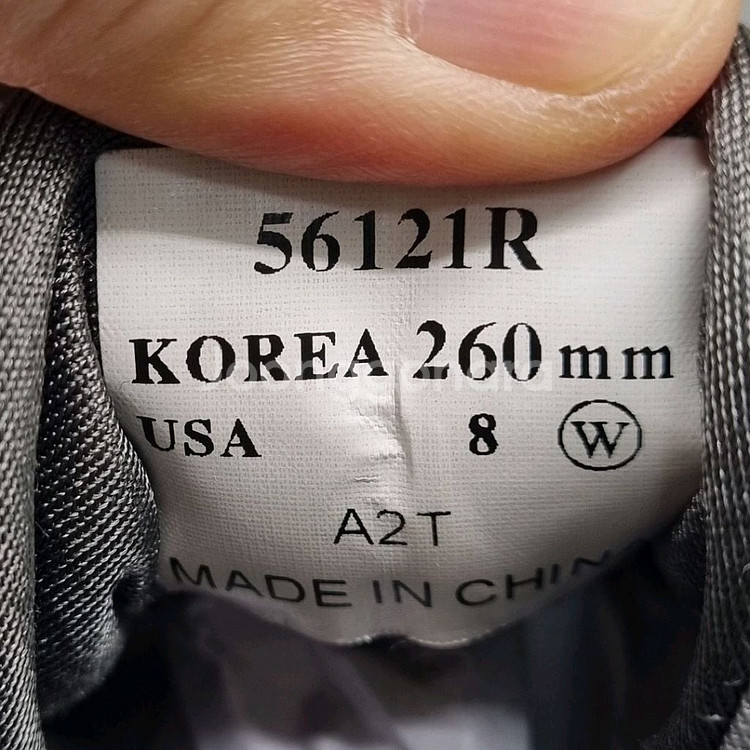 56121R
KOREA 260 mm
USA 8 W
A2T
MADE IN CHIN